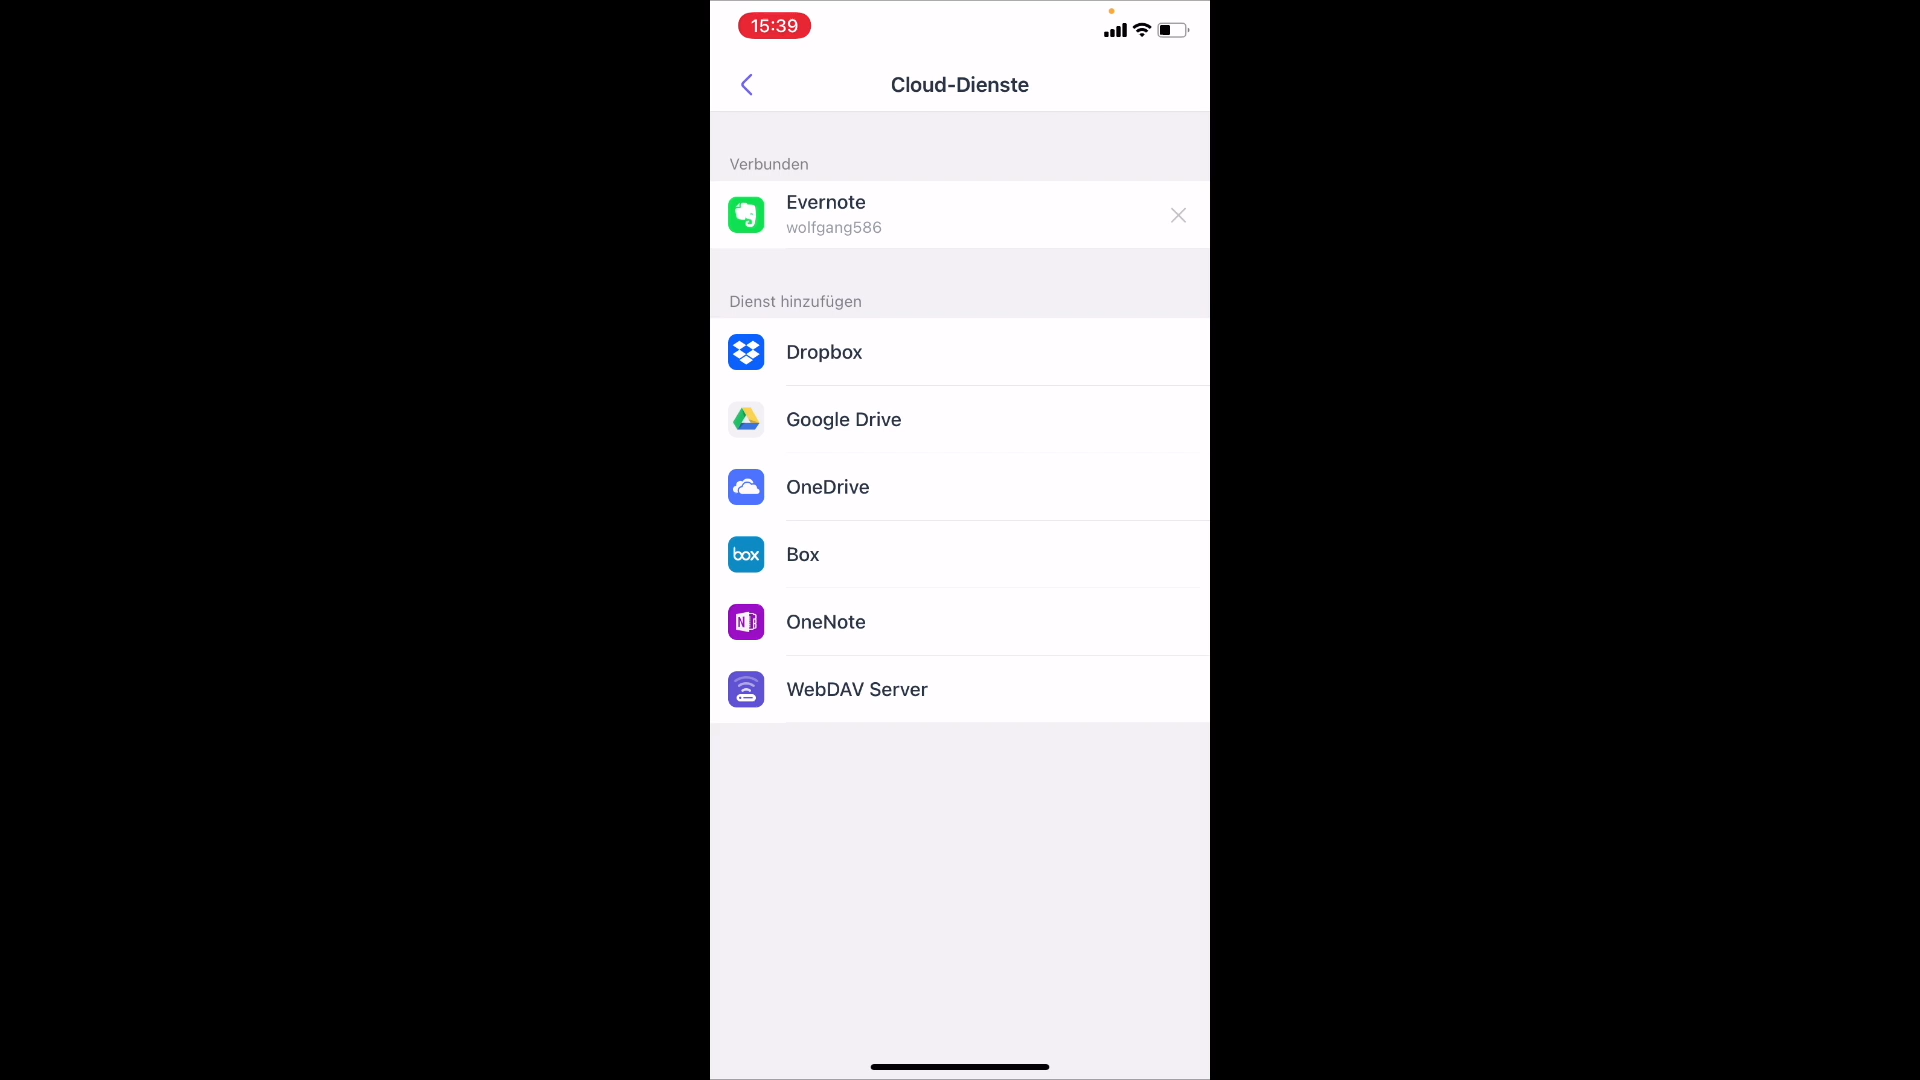 15:39
Cloud-Dienste
Verbunden
Evernote
wolfgang586
Dienst hinzufügen
Dropbox
Google Drive
OneDrive
box
Box
N
OneNote
WebDAV Server